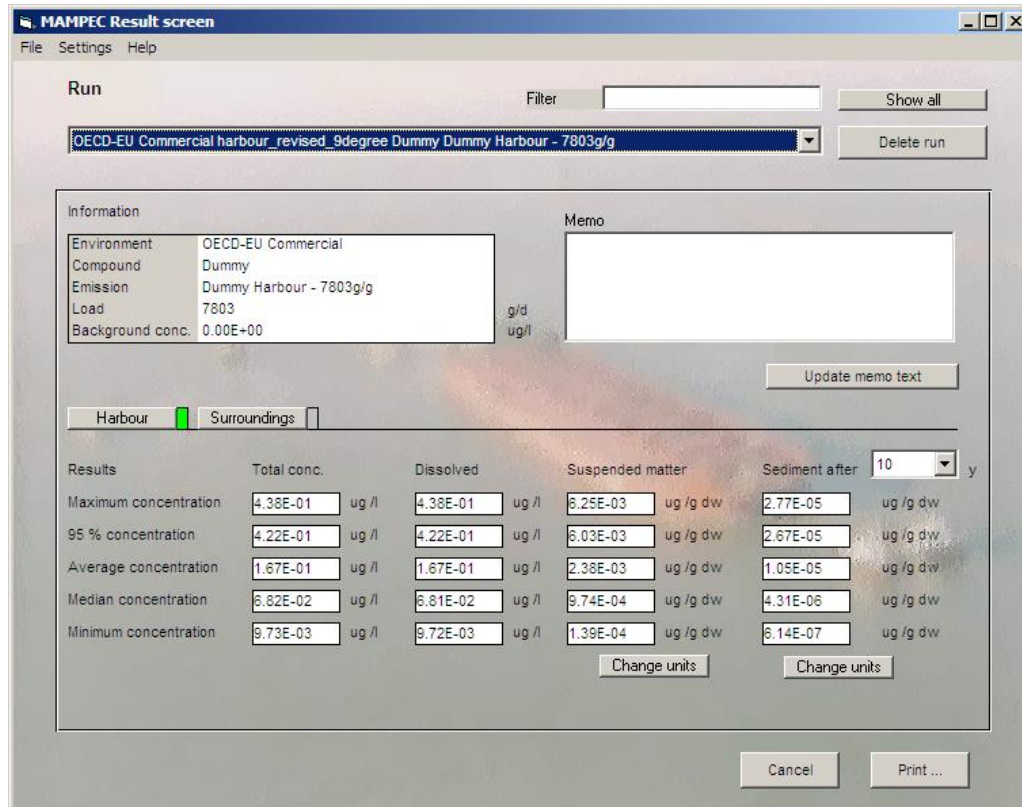 MAMPEC Result screen
File Settings Help
Run
Filter
Show all
OECD-EU Commercial harbour_revised_9degree Dummy Dummy Harbour - 7803g/g
Delete run
Information
Memo
Environment OECD-EU Commercial
Compound Dummy
Emission Dummy Harbour - 7803g/g
Load 7803 g/d
Background conc. 0.00E+00 ug/l
Update memo text
Harbour Surroundings
Results Total conc. Dissolved Suspended matter Sediment after 10 y
Maximum concentration 4.38E-01 ug /l 4.38E-01 ug /l 6.25E-03 ug /g dw 2.77E-05 ug /g dw
95 % concentration 4.22E-01 ug /l 4.22E-01 ug /l 6.03E-03 ug /g dw 2.67E-05 ug /g dw
Average concentration 1.67E-01 ug /l 1.67E-01 ug /l 2.38E-03 ug /g dw 1.05E-05 ug /g dw
Median concentration 6.82E-02 ug /l 6.81E-02 ug /l 9.74E-04 ug /g dw 4.31E-06 ug /g dw
Minimum concentration 9.73E-03 ug /l 9.72E-03 ug /l 1.39E-04 ug /g dw 6.14E-07 ug /g dw
Change units Change units
Cancel Print ...